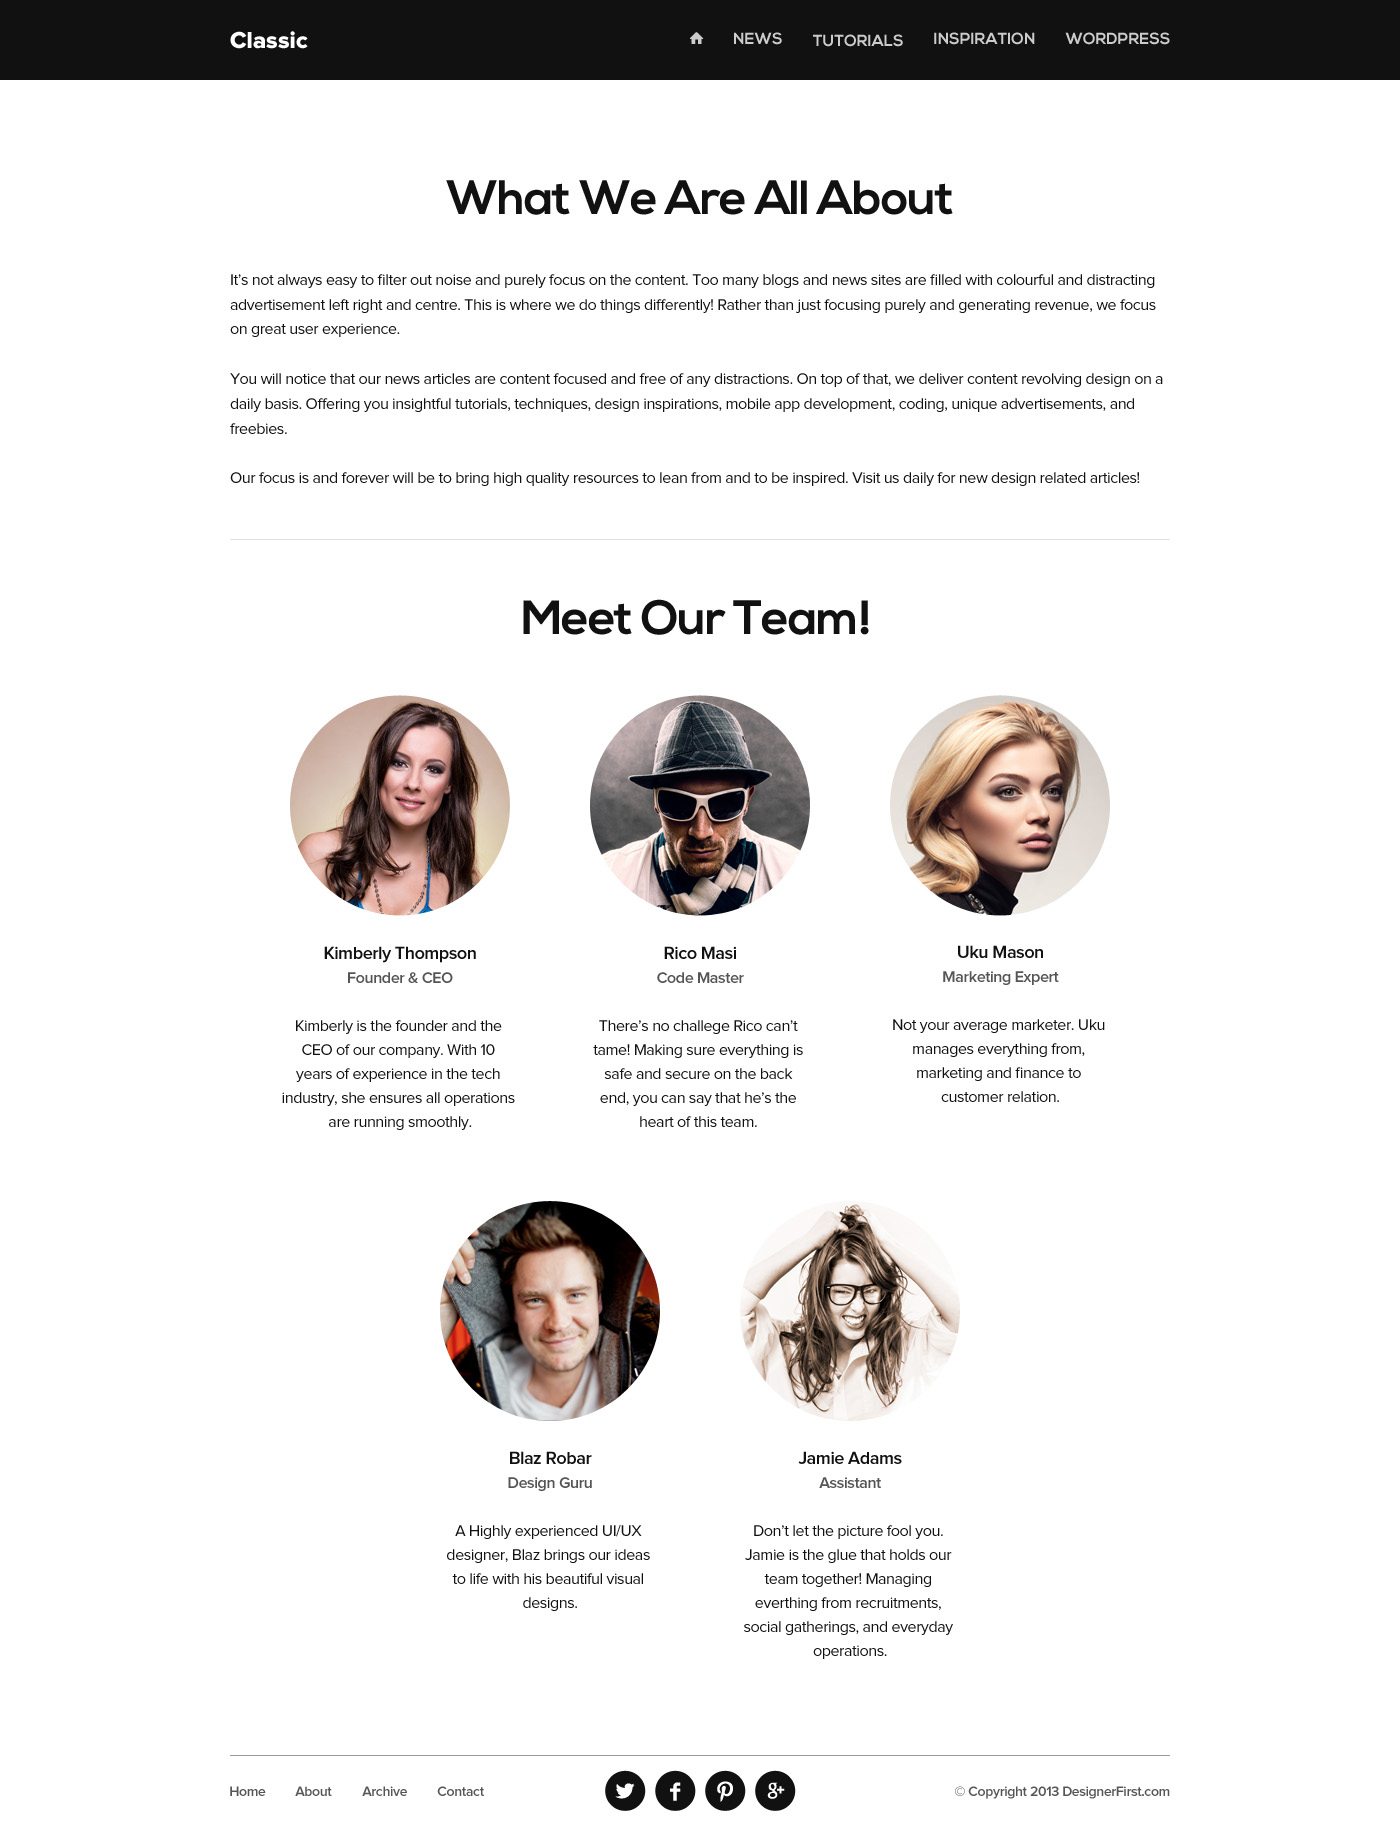 Classic
NEWS TUTORIALS INSPIRATION WORDPRESS
What We Are All About
It's not always easy to filter out noise and purely focus on the content. Too many blogs and news sites are filled with colourful and distracting
advertisement left right and centre. This is where we do things differently! Rather than just focusing purely and generating revenue, we focus
on great user experience.
You will notice that our news articles are content focused and free of any distractions. On top of that, we deliver content revolving design on a
daily basis. Offering you insightful tutorials, techniques, design inspirations, mobile app development, coding, unique advertisements, and
freebies.
Our focus is and forever will be to bring high quality resources to lean from and to be inspired. Visit us daily for new design related articles!
Meet Our Team!
Kimberly Thompson
Founder & CEO
Kimberly is the founder and the
CEO of our company. With 10
years of experience in the tech
industry, she ensures all operations
are running smoothly.
Rico Masi
Code Master
There's no challege Rico can't
tame! Making sure everything is
safe and secure on the back
end, you can say that he's the
heart of this team.
Uku Mason
Marketing Expert
Not your average marketer. Uku
manages everything from,
marketing and finance to
customer relation.
Blaz Robar
Design Guru
A Highly experienced UI/UX
designer, Blaz brings our ideas
to life with his beautiful visual
designs.
Jamie Adams
Assistant
Don't let the picture fool you.
Jamie is the glue that holds our
team together! Managing
everthing from recruitments,
social gatherings, and everyday
operations.
Home About Archive Contact
© Copyright 2013 DesignerFirst.com